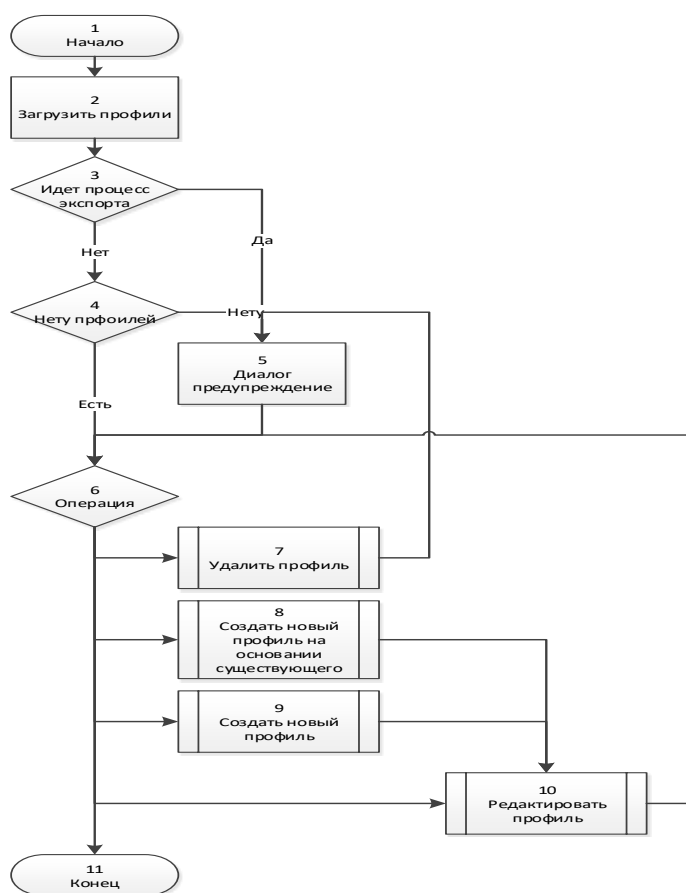 1
Начало
2
Загрузить профили
3
Идет процесс
экспорта
Да
Нет
4
Нету прфоилей
Нету
5
Диалог
предупреждение
Есть
6
Операция
7
Удалить профиль
8
Создать новый
профиль на
основании
существующего
9
Создать новый
профиль
10
Редактировать
профиль
11
Конец